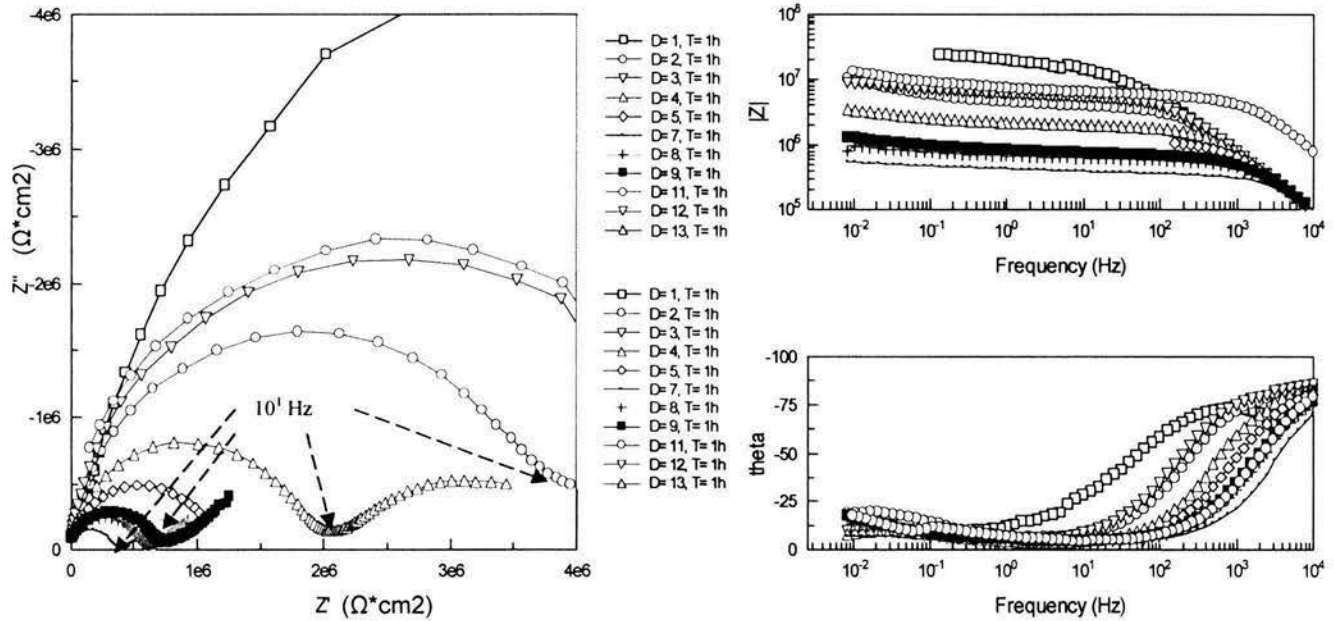 -4e6
-3e6
-2e6
-1e6
0
Z" (Ω*cm2)
0
1e6
2e6
3e6
4e6
Z' (Ω*cm2)
10¹ Hz
D= 1, T= 1h
D= 2, T= 1h
D= 3, T= 1h
D= 4, T= 1h
D= 5, T= 1h
D= 7, T= 1h
D= 8, T= 1h
D= 9, T= 1h
D= 11, T= 1h
D= 12, T= 1h
D= 13, T= 1h
D= 1, T= 1h
D= 2, T= 1h
D= 3, T= 1h
D= 4, T= 1h
D= 5, T= 1h
D= 7, T= 1h
D= 8, T= 1h
D= 9, T= 1h
D= 11, T= 1h
D= 12, T= 1h
D= 13, T= 1h
10⁸
10⁷
10⁶
10⁵
|Z|
10⁻²
10⁻¹
10⁰
10¹
10²
10³
10⁴
Frequency (Hz)
-100
-75
-50
-25
0
theta
10⁻²
10⁻¹
10⁰
10¹
10²
10³
10⁴
Frequency (Hz)